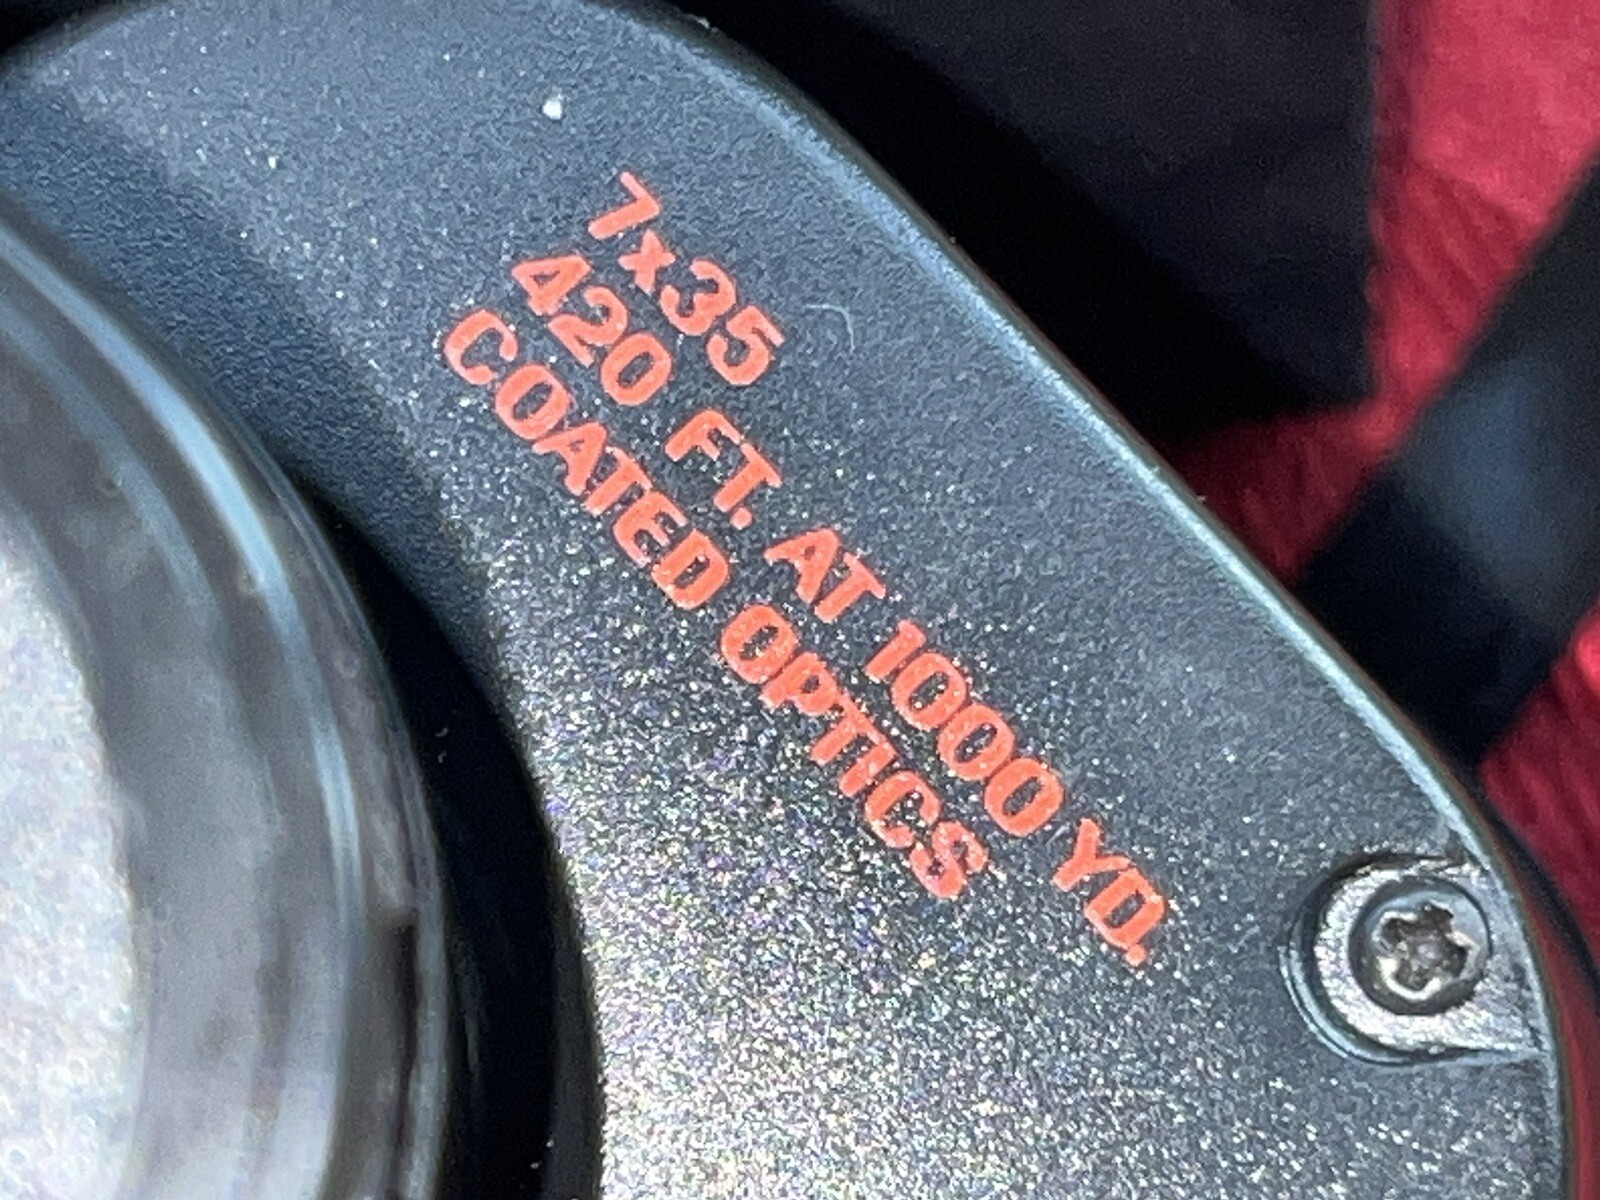 7x35
420 FT. AT 1000 YD.
COATED OPTICS